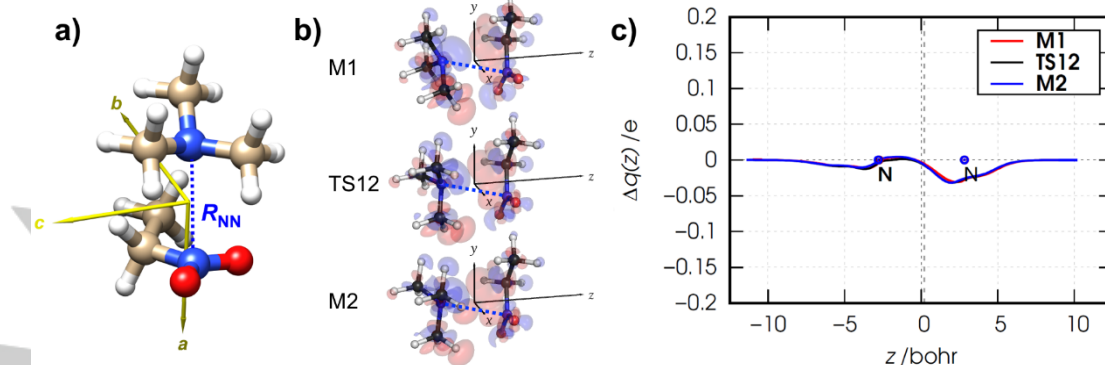 a)
b
c
R_NN
a
b)
M1
y
z
x
TS12
y
z
x
M2
y
z
x
c)
Δq(z) /e
0.2
0.15
0.1
0.05
0
−0.05
−0.1
−0.15
−0.2
M1
TS12
M2
N
N
−10
−5
0
5
10
z /bohr